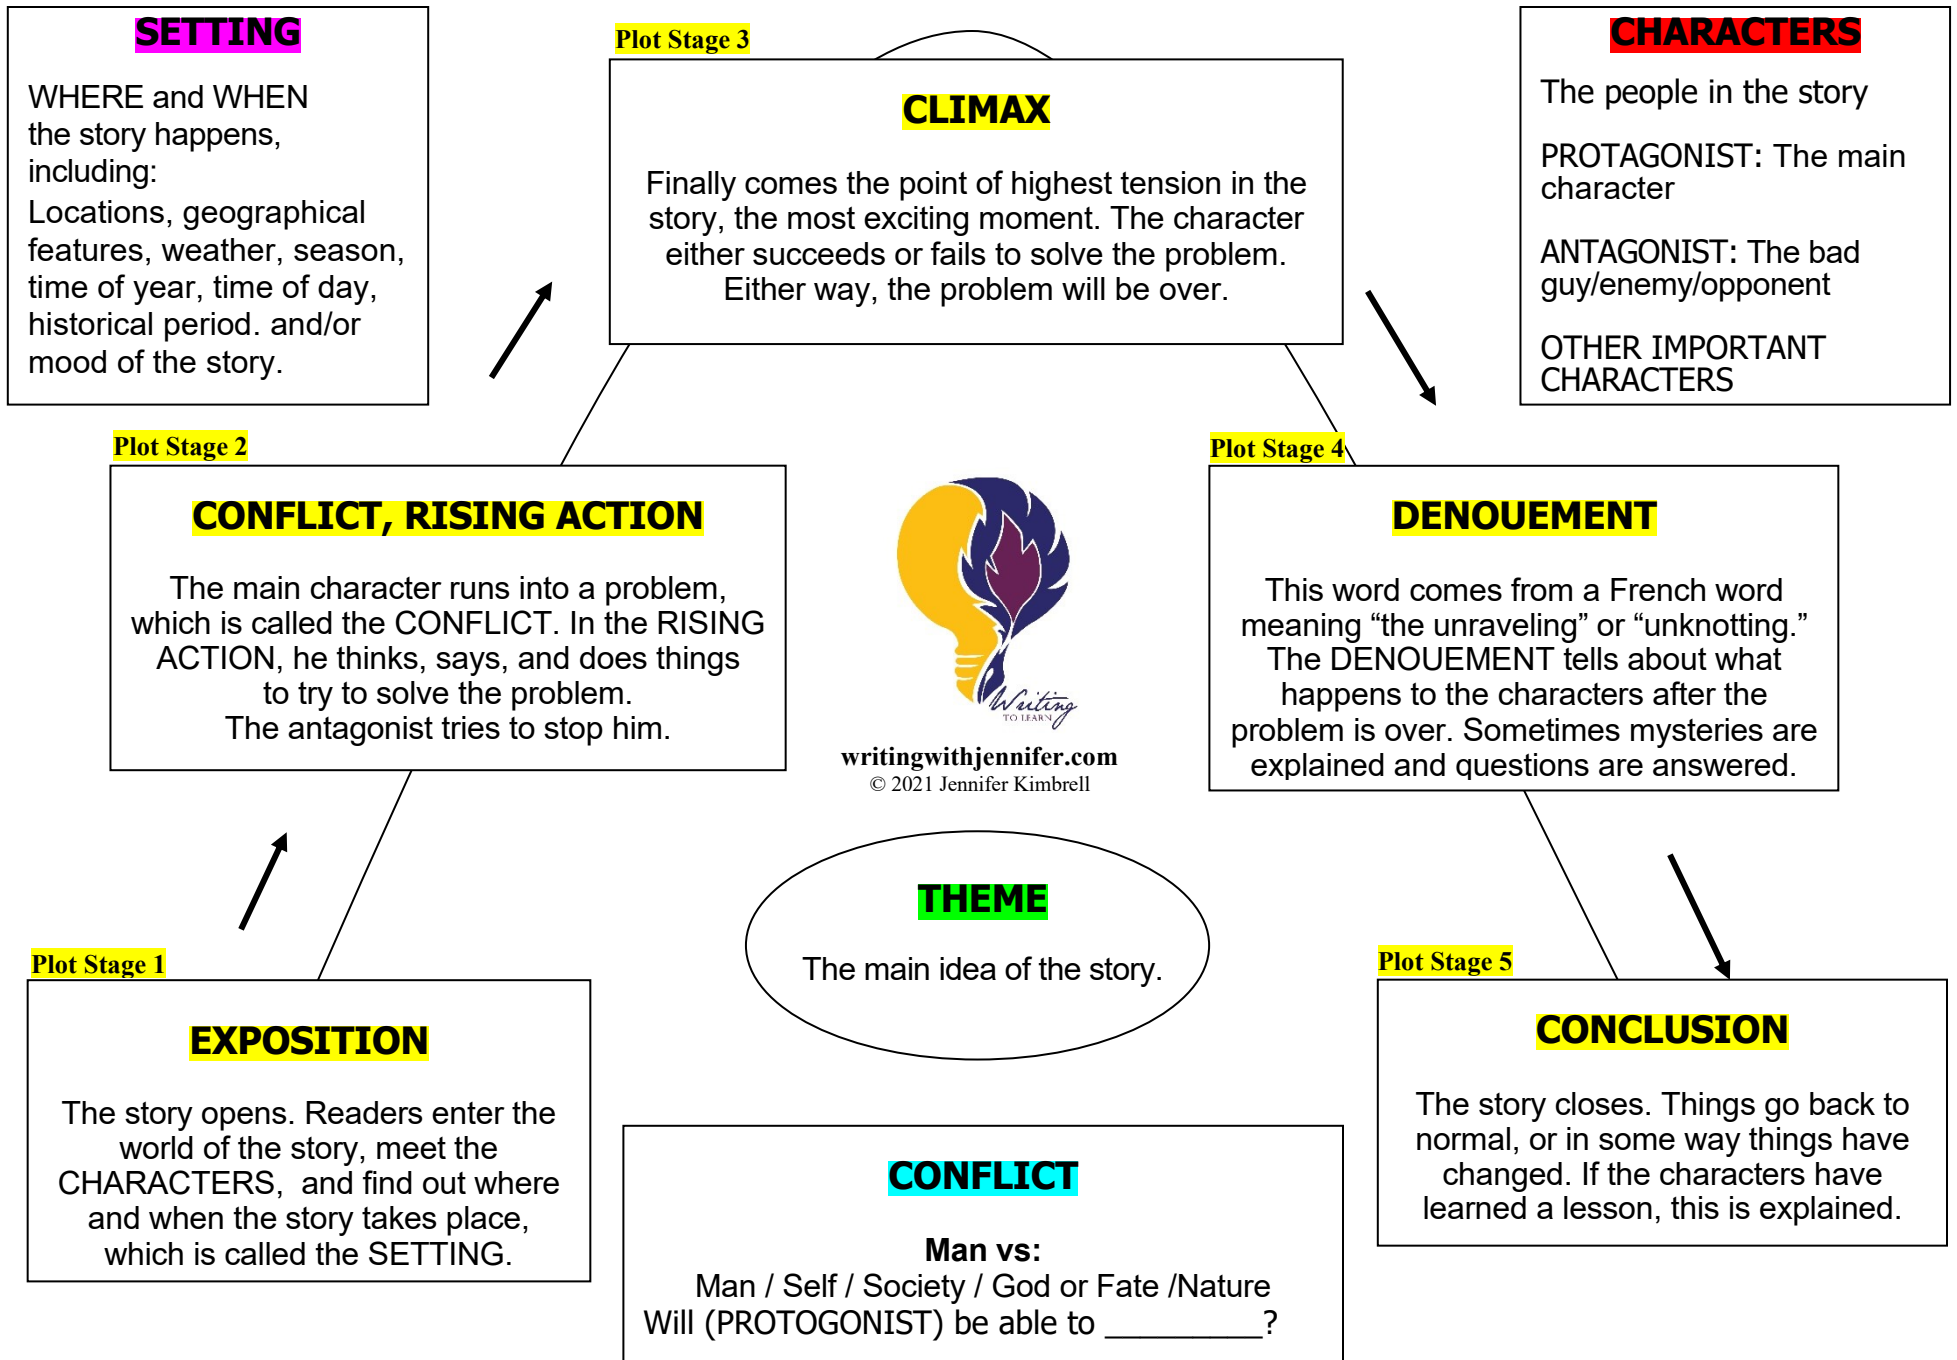 SETTING
WHERE and WHEN
the story happens,
including:
Locations, geographical
features, weather, season,
time of year, time of day,
historical period. and/or
mood of the story.
Plot Stage 3
CLIMAX
Finally comes the point of highest tension in the
story, the most exciting moment. The character
either succeeds or fails to solve the problem.
Either way, the problem will be over.
CHARACTERS
The people in the story
PROTAGONIST: The main
character
ANTAGONIST: The bad
guy/enemy/opponent
OTHER IMPORTANT
CHARACTERS
Plot Stage 2
CONFLICT, RISING ACTION
The main character runs into a problem,
which is called the CONFLICT. In the RISING
ACTION, he thinks, says, and does things
to try to solve the problem.
The antagonist tries to stop him.
Writing
TO LEARN
writingwithjennifer.com
© 2021 Jennifer Kimbrell
Plot Stage 4
DENOUEMENT
This word comes from a French word
meaning “the unraveling” or “unknotting.”
The DENOUEMENT tells about what
happens to the characters after the
problem is over. Sometimes mysteries are
explained and questions are answered.
THEME
The main idea of the story.
Plot Stage 1
EXPOSITION
The story opens. Readers enter the
world of the story, meet the
CHARACTERS,  and find out where
and when the story takes place,
which is called the SETTING.
CONFLICT
Man vs:
Man / Self / Society / God or Fate /Nature
Will (PROTOGONIST) be able to _________?
Plot Stage 5
CONCLUSION
The story closes. Things go back to
normal, or in some way things have
changed. If the characters have
learned a lesson, this is explained.